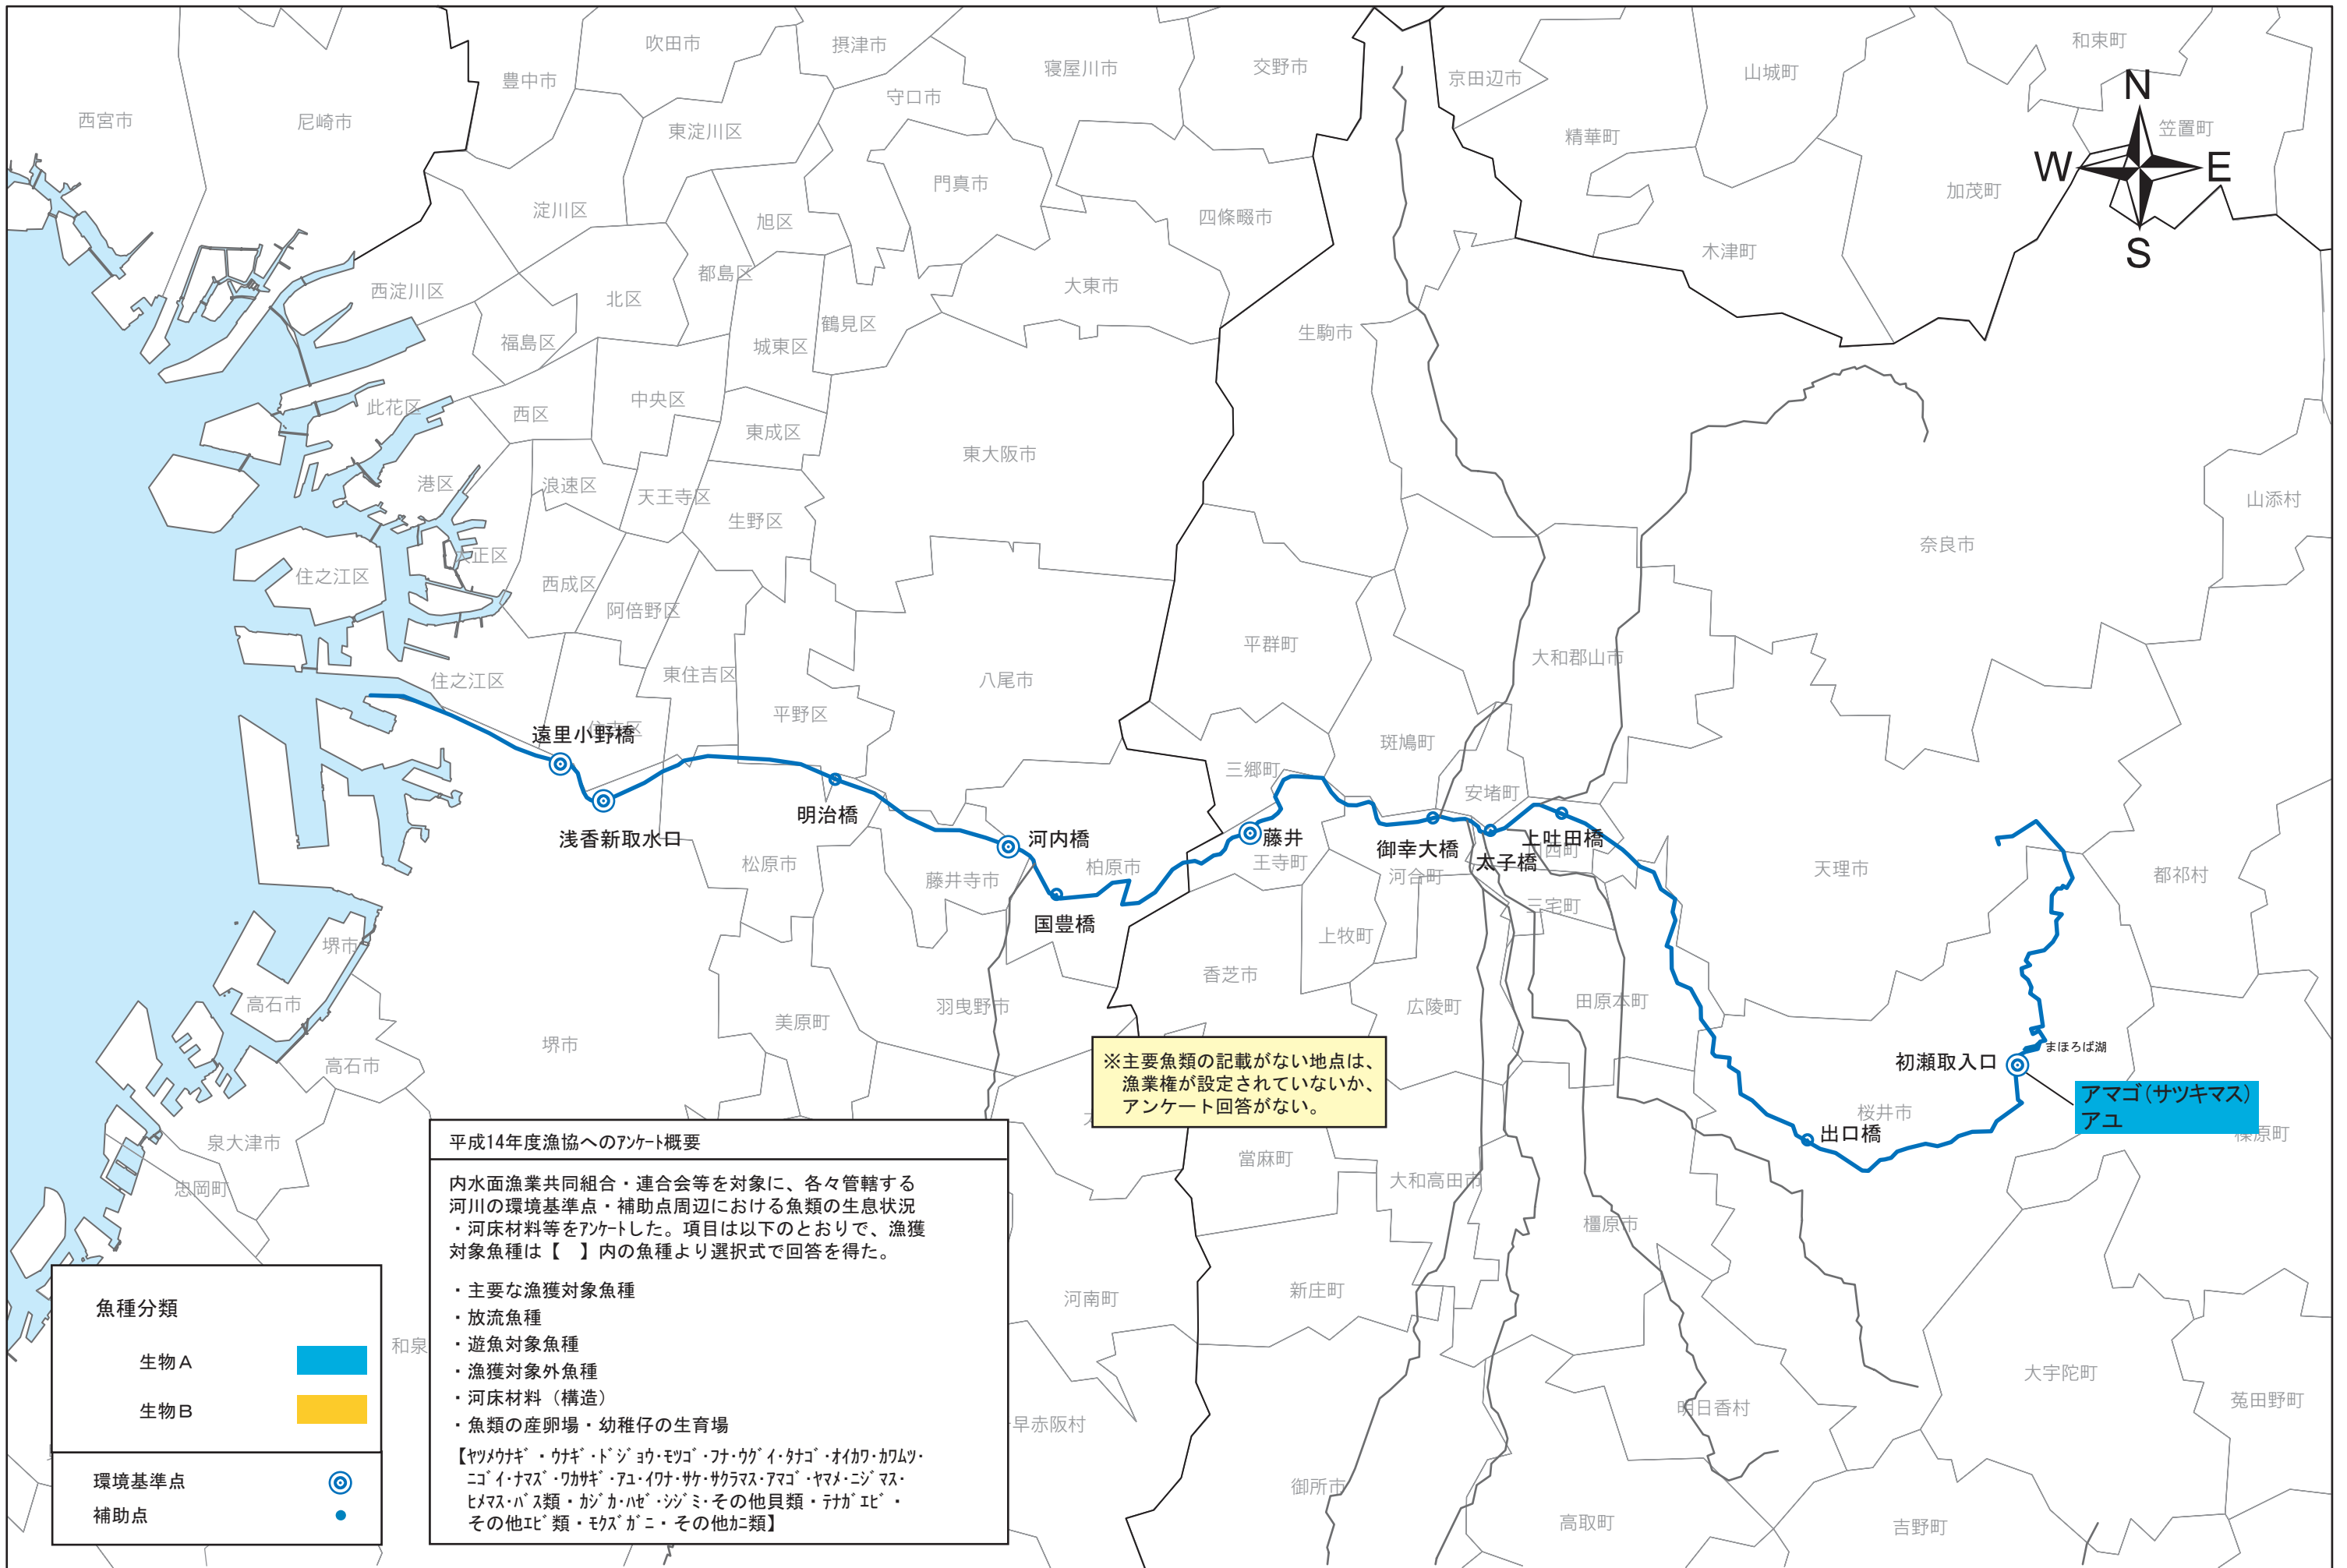 和束町
吹田市
摂津市
寝屋川市
交野市
京田辺市
山城町
豊中市
守口市
N
西宮市
尼崎市
東淀川区
精華町
笠置町
W
E
門真市
加茂町
淀川区
旭区
四條畷市
木津町
S
都島区
西淀川区
北区
大東市
鶴見区
生駒市
福島区
城東区
中央区
此花区
西区
東成区
東大阪市
港区
浪速区
天王寺区
山添村
生野区
奈良市
大正区
住之江区
西成区
阿倍野区
平群町
大和郡山市
東住吉区
住之江区
八尾市
平野区
住吉区
遠里小野橋
斑鳩町
三郷町
安堵町
明治橋
浅香新取水口
河内橋
藤井
上吐田橋
御幸大橋
太子橋
松原市
柏原市
王寺町
河合町
天理市
都祁村
藤井寺市
三宅町
国豊橋
上牧町
堺市
香芝市
高石市
羽曳野市
広陵町
田原本町
美原町
堺市
まほろば湖
高石市
初瀬取入口
※主要魚類の記載がない地点は、
漁業権が設定されていないか、
アンケート回答がない。
アマゴ(サツキマス)
アユ
桜井市
出口橋
榛原町
泉大津市
忠岡町
當麻町
大和高田市
橿原市
平成14年度漁協へのアンケート概要
内水面漁業共同組合・連合会等を対象に、各々管轄する
河川の環境基準点・補助点周辺における魚類の生息状況
・河床材料等をアンケートした。項目は以下のとおりで、漁獲
対象魚種は【　】内の魚種より選択式で回答を得た。
・主要な漁獲対象魚種
・放流魚種
・遊魚対象魚種
・漁獲対象外魚種
・河床材料（構造）
・魚類の産卵場・幼稚仔の生育場
【ヤツメウナギ・ウナギ・ドジョウ・モツゴ・フナ・ウグイ・タナゴ・オイカワ・カワムツ・
ニゴイ・ナマズ・ワカサギ・アユ・イワナ・サケ・サクラマス・アマゴ・ヤマメ・ニジマス・
ヒメマス・バス類・カジカ・ハゼ・シジミ・その他貝類・テナガエビ・
その他エビ類・モクズガニ・その他カニ類】
河南町
新庄町
和泉
大宇陀町
菟田野町
明日香村
早赤阪村
御所市
高取町
吉野町
魚種分類
生物A
生物B
環境基準点
補助点